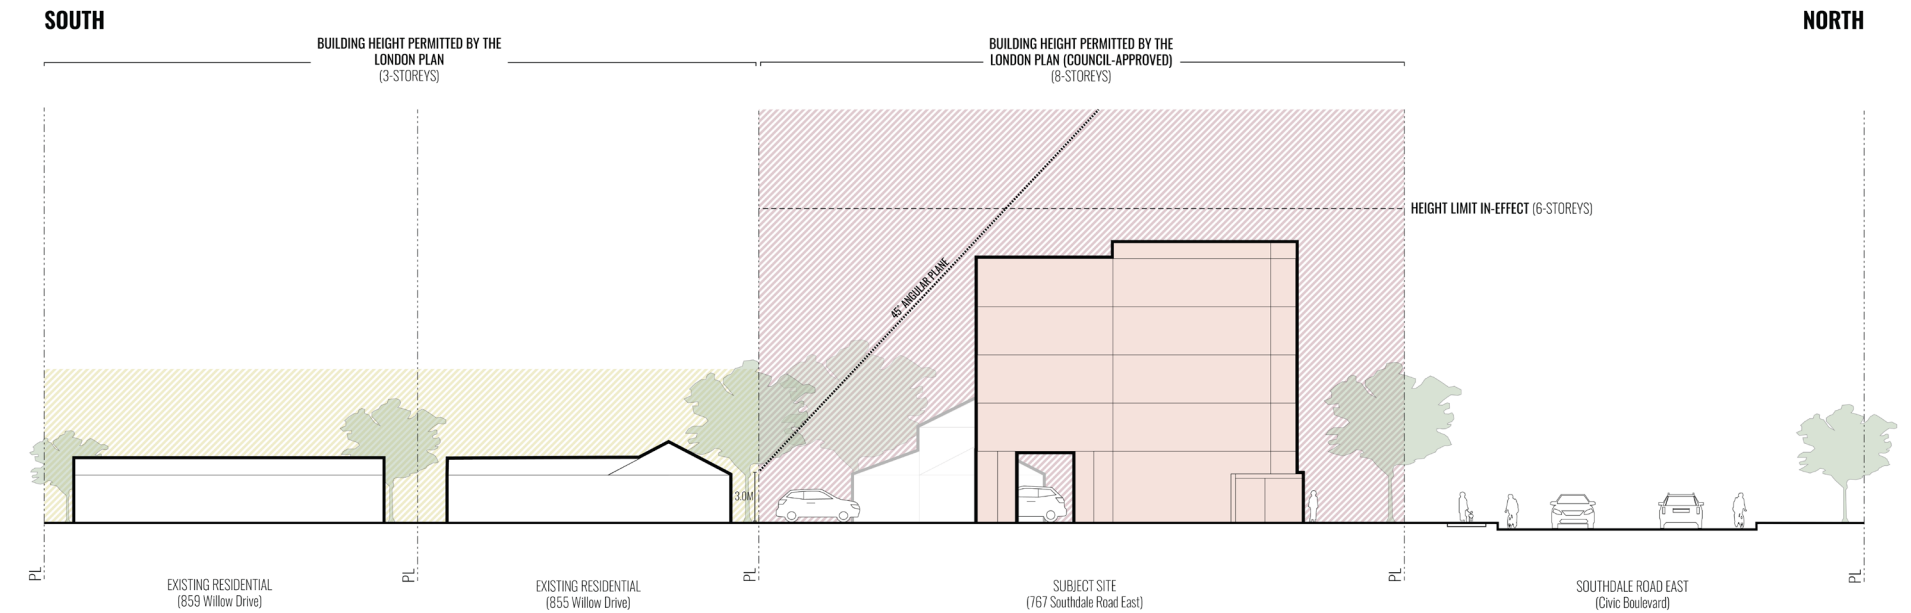 SOUTH
NORTH
BUILDING HEIGHT PERMITTED BY THE
LONDON PLAN
(3-STOREYS)
BUILDING HEIGHT PERMITTED BY THE
LONDON PLAN (COUNCIL-APPROVED)
(8-STOREYS)
HEIGHT LIMIT IN-EFFECT (6-STOREYS)
45° ANGULAR PLANE
3.0M
PL
PL
PL
PL
PL
EXISTING RESIDENTIAL
(859 Willow Drive)
EXISTING RESIDENTIAL
(855 Willow Drive)
SUBJECT SITE
(767 Southdale Road East)
SOUTHDALE ROAD EAST
(Civic Boulevard)